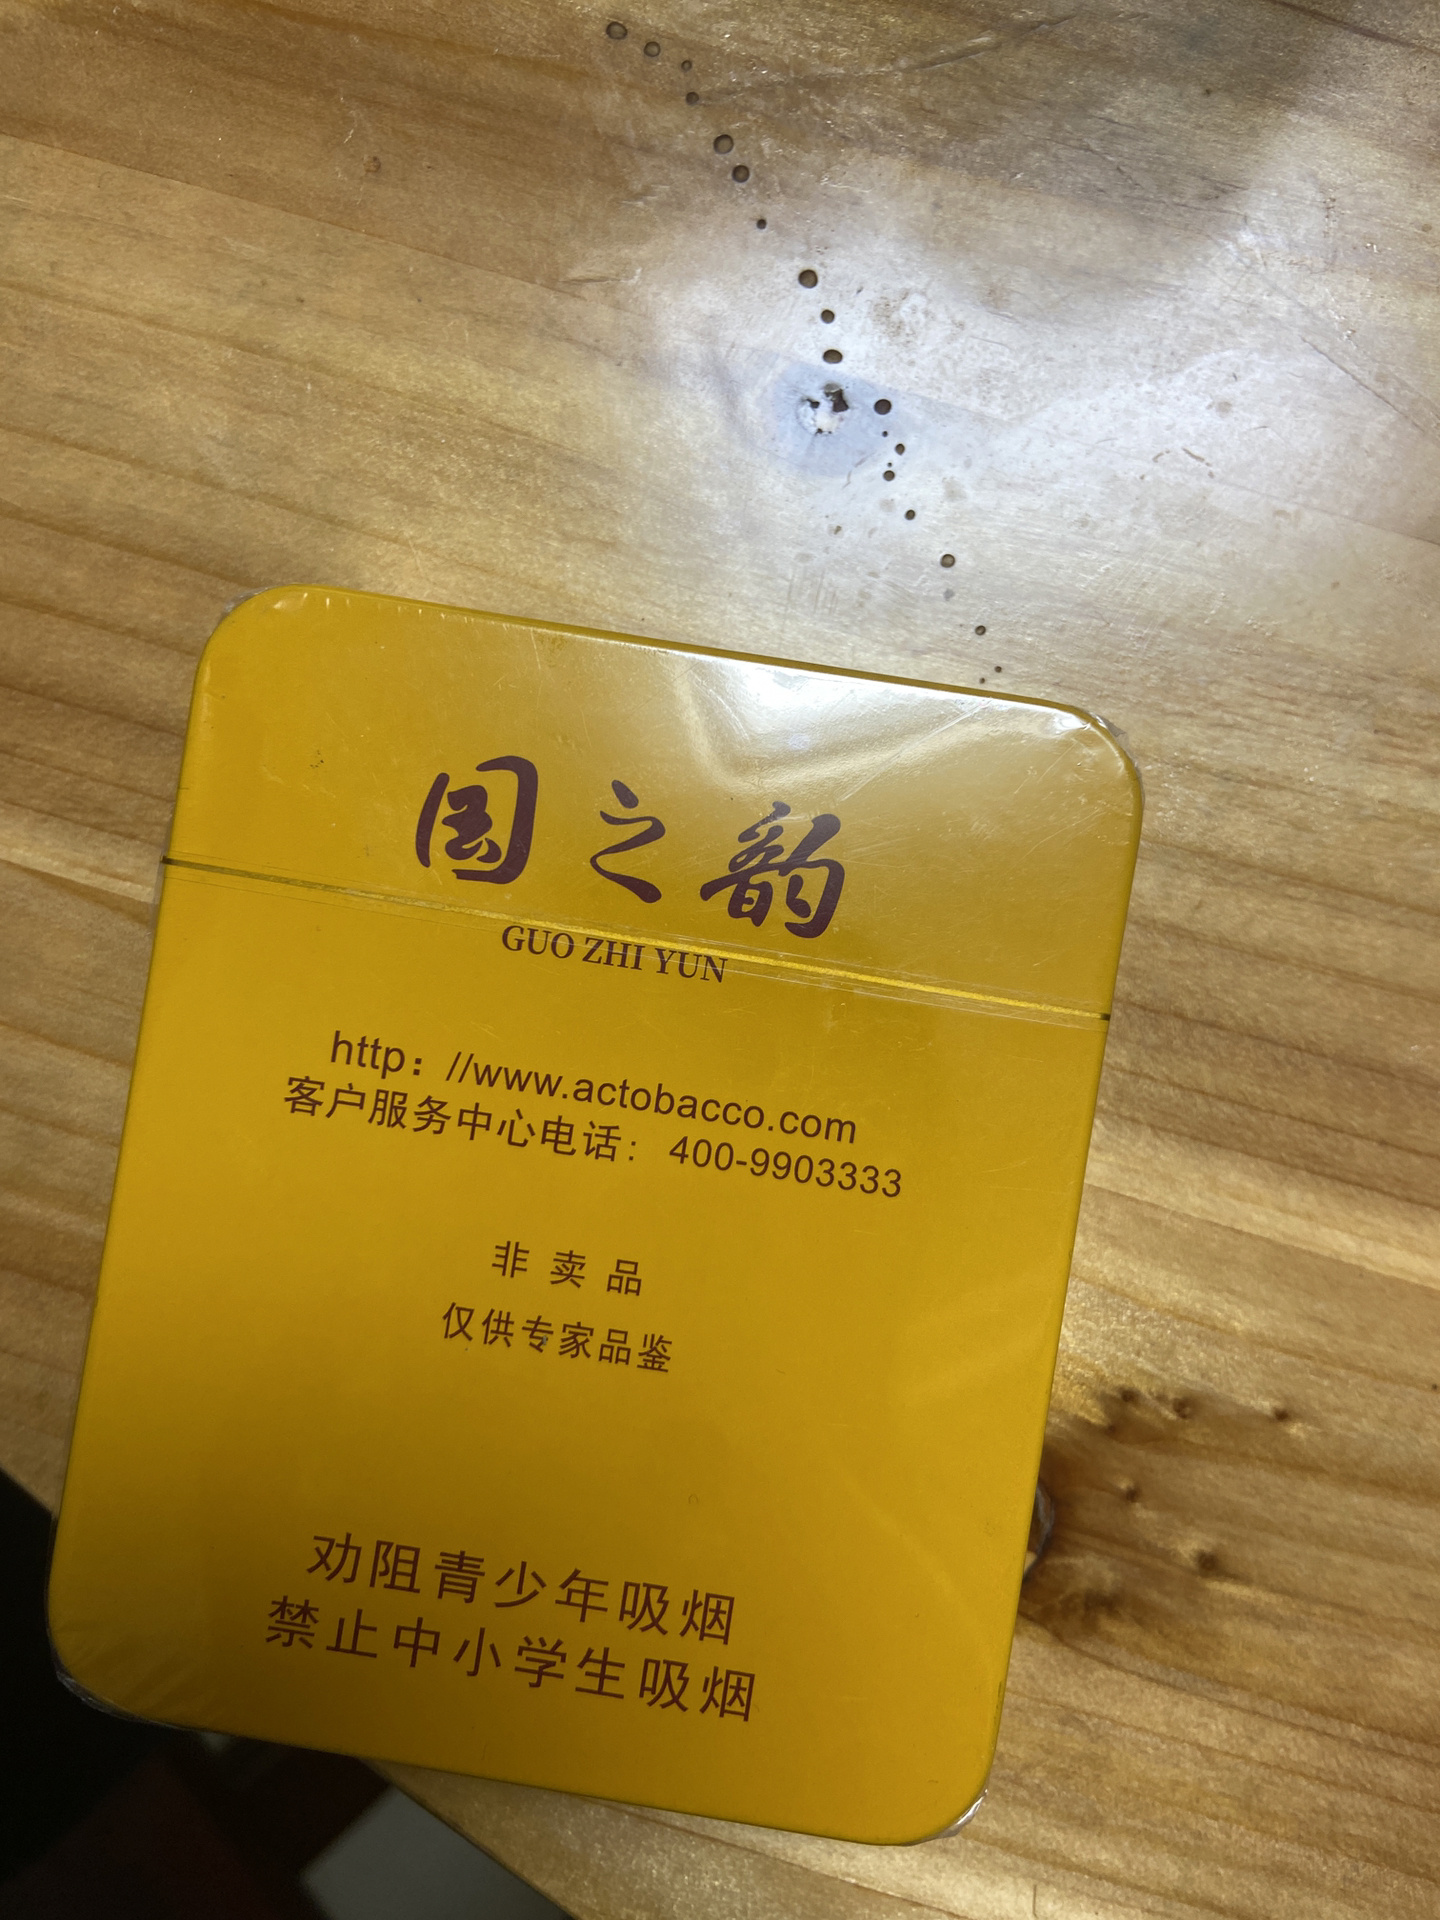 国之韵
GUO ZHI YUN
http：//www.actobacco.com
客户服务中心电话：400-9903333
非卖品
仅供专家品鉴
劝阻青少年吸烟
禁止中小学生吸烟